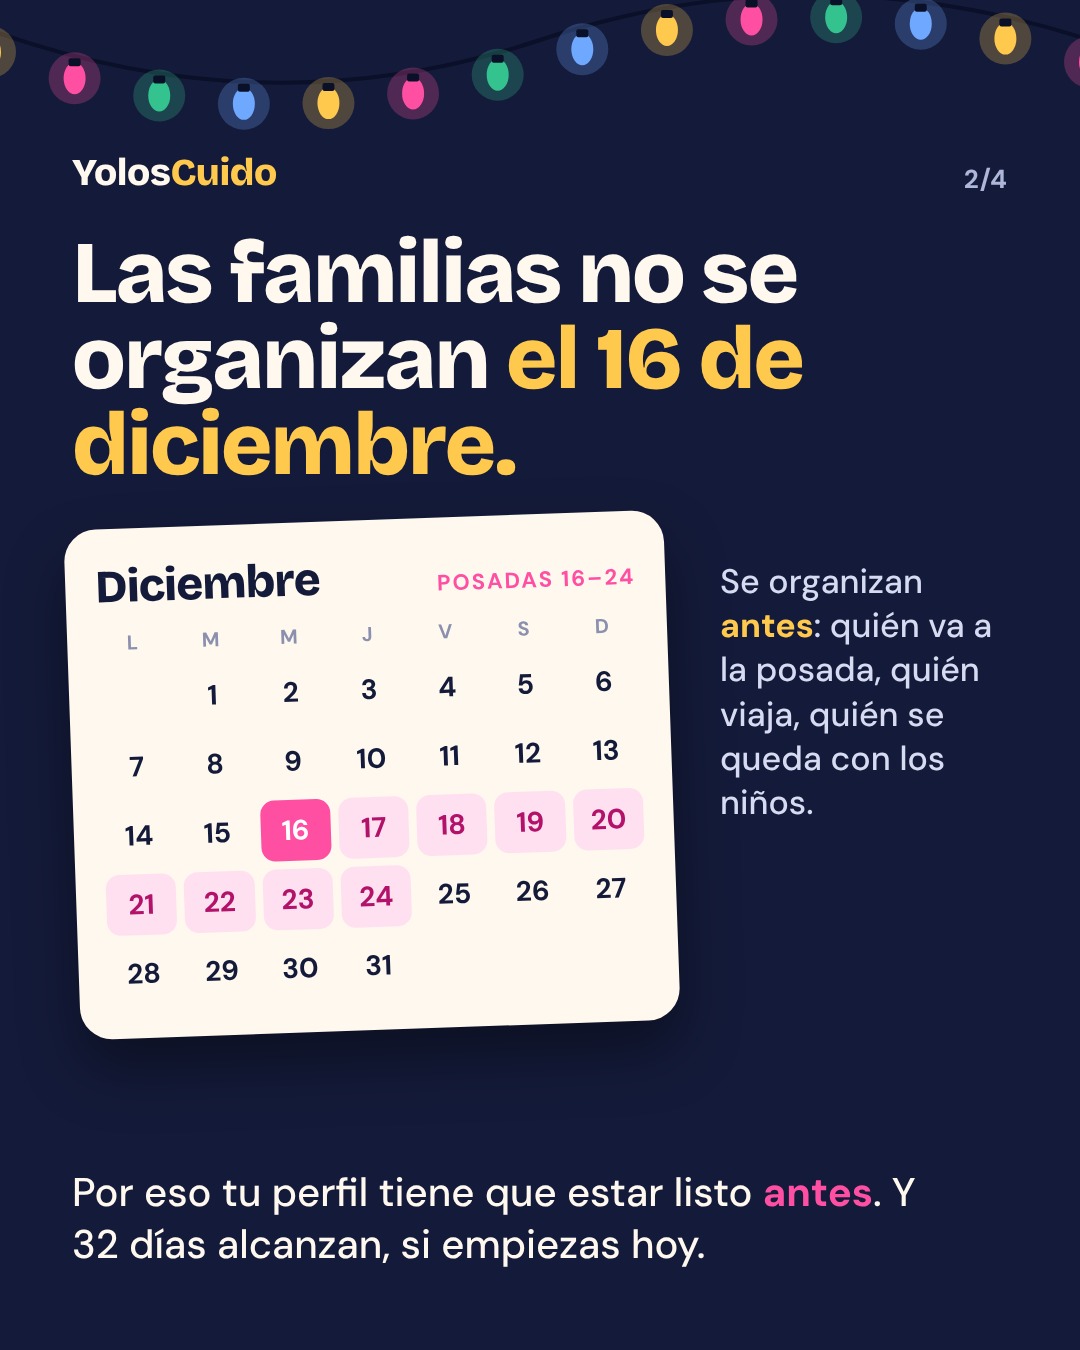 YolosCuido
2/4
Las familias no se
organizan el 16 de
diciembre.
Diciembre
POSADAS 16–24
L M M J V S D
1 2 3 4 5 6
7 8 9 10 11 12 13
14 15 16 17 18 19 20
21 22 23 24 25 26 27
28 29 30 31
Se organizan
antes: quién va a
la posada, quién
viaja, quién se
queda con los
niños.
Por eso tu perfil tiene que estar listo antes. Y
32 días alcanzan, si empiezas hoy.